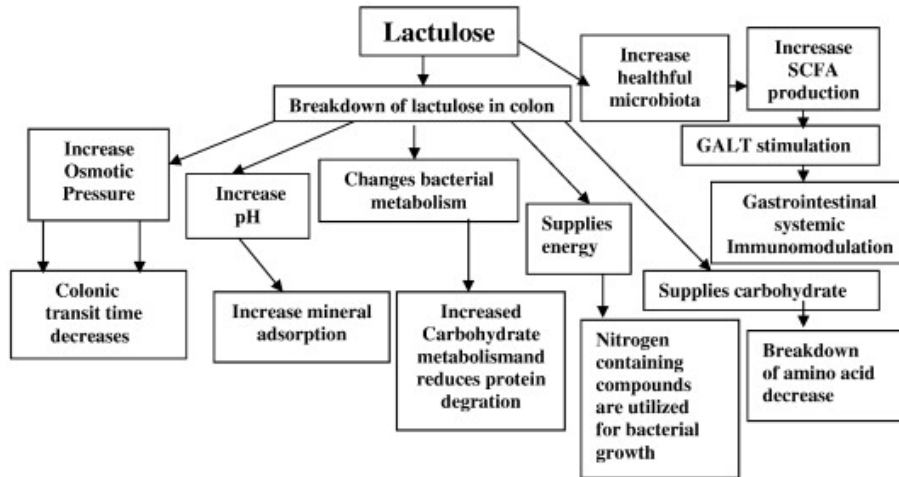 Lactulose
Increase
healthful
microbiota
Incresase
SCFA
production
Breakdown of lactulose in colon
GALT stimulation
Increase
Osmotic
Pressure
Increase
pH
Changes bacterial
metabolism
Supplies
energy
Gastrointestinal
systemic
Immunomodulation
Colonic
transit time
decreases
Increase mineral
adsorption
Increased
Carbohydrate
metabolismand
reduces protein
degration
Supplies carbohydrate
Nitrogen
containing
compounds
are utilized
for bacterial
growth
Breakdown
of amino acid
decrease